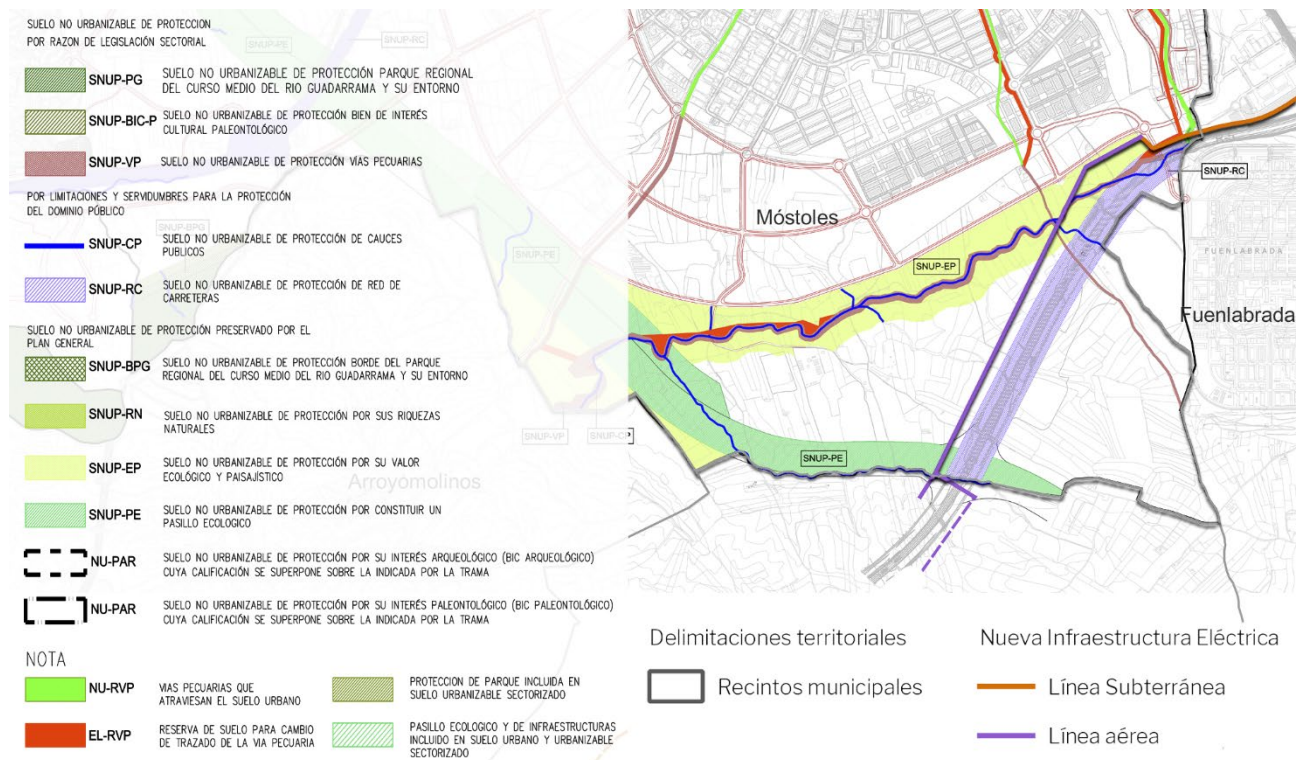 SUELO NO URBANIZABLE DE PROTECCION
POR RAZON DE LEGISLACIÓN SECTORIAL
SNUP-PE
SNUP-RC
SNUP-PG
SUELO NO URBANIZABLE DE PROTECCIÓN PARQUE REGIONAL
DEL CURSO MEDIO DEL RIO GUADARRAMA Y SU ENTORNO
SNUP-BIC-P
SUELO NO URBANIZABLE DE PROTECCIÓN BIEN DE INTERÉS
CULTURAL PALEONTOLÓGICO
SNUP-VP
SUELO NO URBANIZABLE DE PROTECCIÓN VÍAS PECUARIAS
POR LIMITACIONES Y SERVIDUMBRES PARA LA PROTECCIÓN
DEL DOMINIO PÚBLICO
SNUP-BPG
SNUP-CP
SUELO NO URBANIZABLE DE PROTECCIÓN DE CAUCES
PUBLICOS
SNUP-PE
SNUP-RC
SUELO NO URBANIZABLE DE PROTECCIÓN DE RED DE
CARRETERAS
SUELO NO URBANIZABLE DE PROTECCIÓN PRESERVADO POR EL
PLAN GENERAL
SNUP-BPG
SUELO NO URBANIZABLE DE PROTECCIÓN BORDE DEL PARQUE
REGIONAL DEL CURSO MEDIO DEL RIO GUADARRAMA Y SU ENTORNO
SNUP-RN
SUELO NO URBANIZABLE DE PROTECCIÓN POR SUS RIQUEZAS
NATURALES
SNUP-VP
SNUP-CP
SNUP-EP
SUELO NO URBANIZABLE DE PROTECCIÓN POR SU VALOR
ECOLÓGICO Y PAISAJÍSTICO
Arroyomolinos
SNUP-PE
SUELO NO URBANIZABLE DE PROTECCIÓN POR CONSTITUIR UN
PASILLO ECOLOGICO
NU-PAR
SUELO NO URBANIZABLE DE PROTECCIÓN POR SU INTERÉS ARQUEOLÓGICO (BIC ARQUEOLÓGICO)
CUYA CALIFICACIÓN SE SUPERPONE SOBRE LA INDICADA POR LA TRAMA
NU-PAR
SUELO NO URBANIZABLE DE PROTECCIÓN POR SU INTERÉS PALEONTOLÓGICO (BIC PALEONTOLÓGICO)
CUYA CALIFICACIÓN SE SUPERPONE SOBRE LA INDICADA POR LA TRAMA
NOTA
NU-RVP
VIAS PECUARIAS QUE
ATRAVIESAN EL SUELO URBANO
PROTECCION DE PARQUE INCLUIDA EN
SUELO URBANIZABLE SECTORIZADO
EL-RVP
RESERVA DE SUELO PARA CAMBIO
DE TRAZADO DE LA VIA PECUARIA
PASILLO ECOLOGICO Y DE INFRAESTRUCTURAS
INCLUIDO EN SUELO URBANO Y URBANIZABLE
SECTORIZADO
SNUP-RC
Móstoles
FUENLABRADA
SNUP-EP
Fuenlabrada
SNUP-PE
Delimitaciones territoriales
Recintos municipales
Nueva Infraestructura Eléctrica
Línea Subterránea
Línea aérea